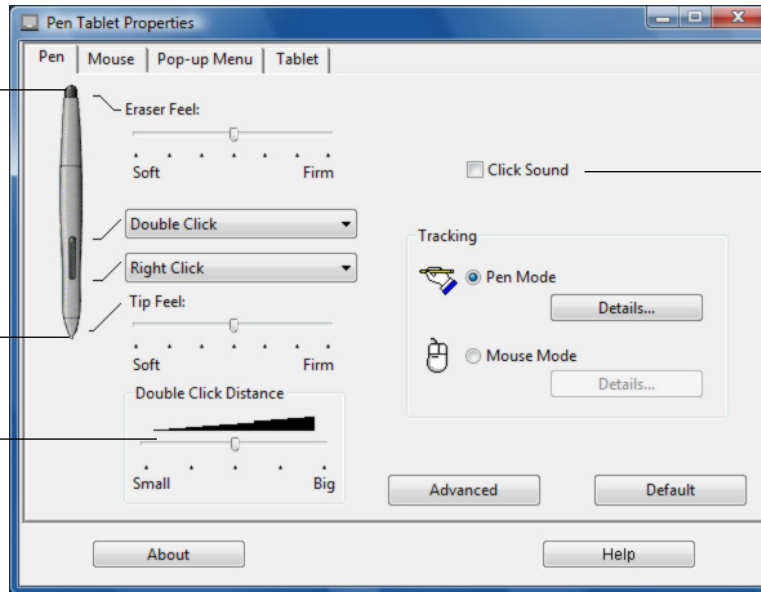 Pen Tablet Properties
Pen Mouse Pop-up Menu Tablet
Eraser Feel:
Soft Firm
Double Click
Right Click
Tip Feel:
Soft Firm
Double Click Distance
Small Big
Click Sound
Tracking
Pen Mode
Details...
Mouse Mode
Details...
Advanced Default
About Help